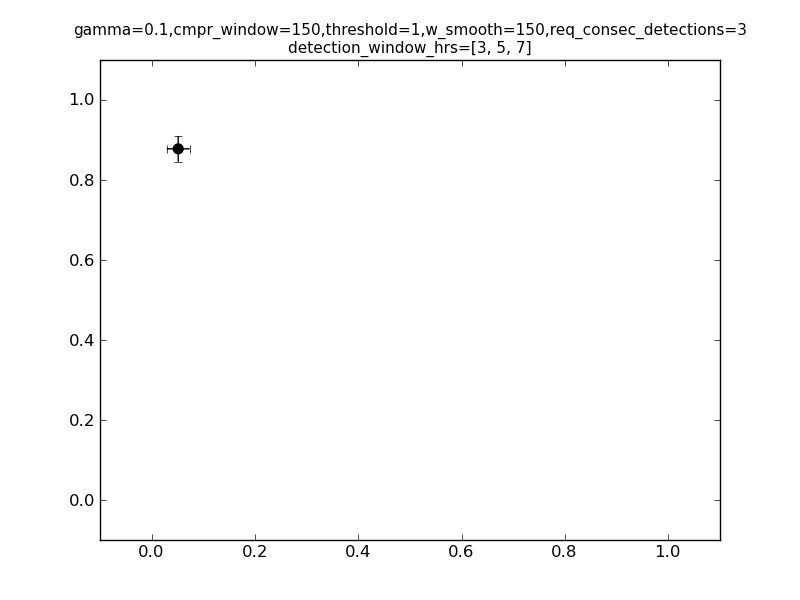 gamma=0.1,cmpr_window=150,threshold=1,w_smooth=150,req_consec_detections=3
detection_window_hrs=[3, 5, 7]
1.0
0.8
0.6
0.4
0.2
0.0
0.0 0.2 0.4 0.6 0.8 1.0